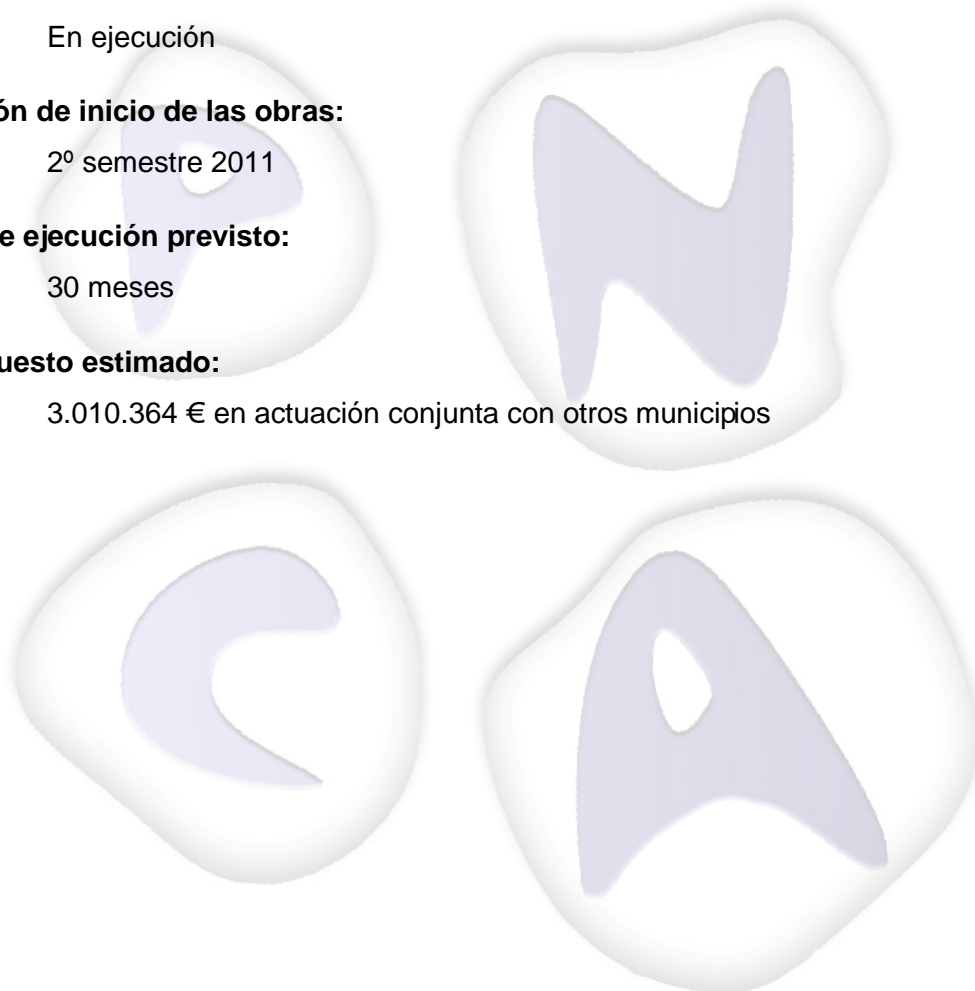 En ejecución
ón de inicio de las obras:
2º semestre 2011
e ejecución previsto:
30 meses
uesto estimado:
3.010.364 € en actuación conjunta con otros municipios
P N
C A